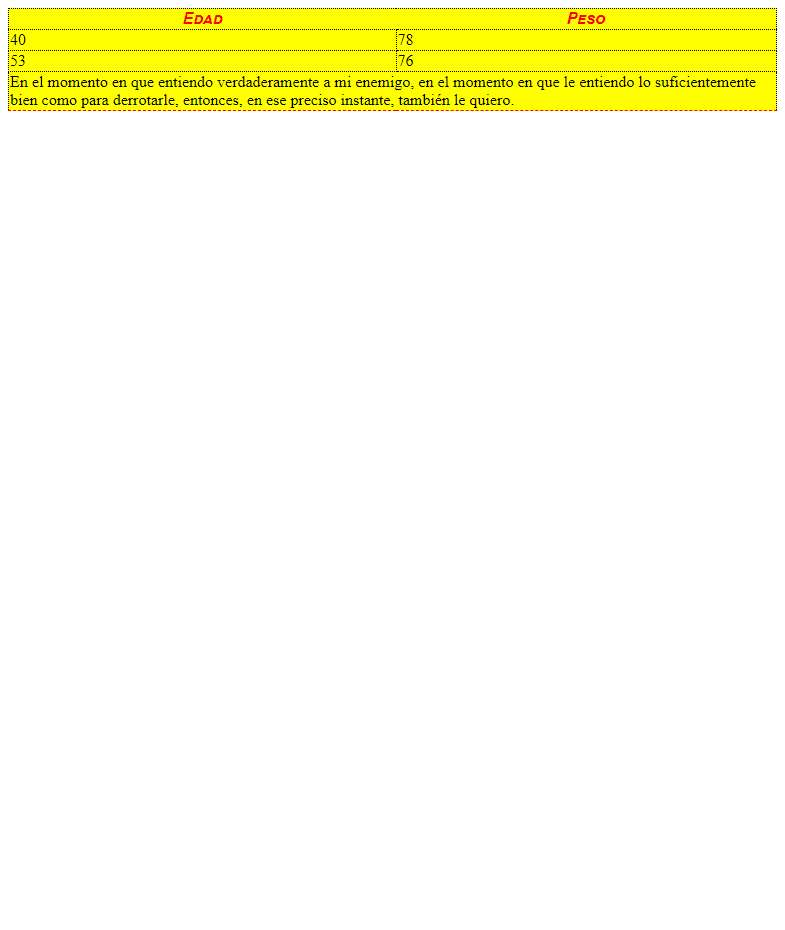 Edad Peso
40 78
53 76
En el momento en que entiendo verdaderamente a mi enemigo, en el momento en que le entiendo lo suficientemente
bien como para derrotarle, entonces, en ese preciso instante, también le quiero.